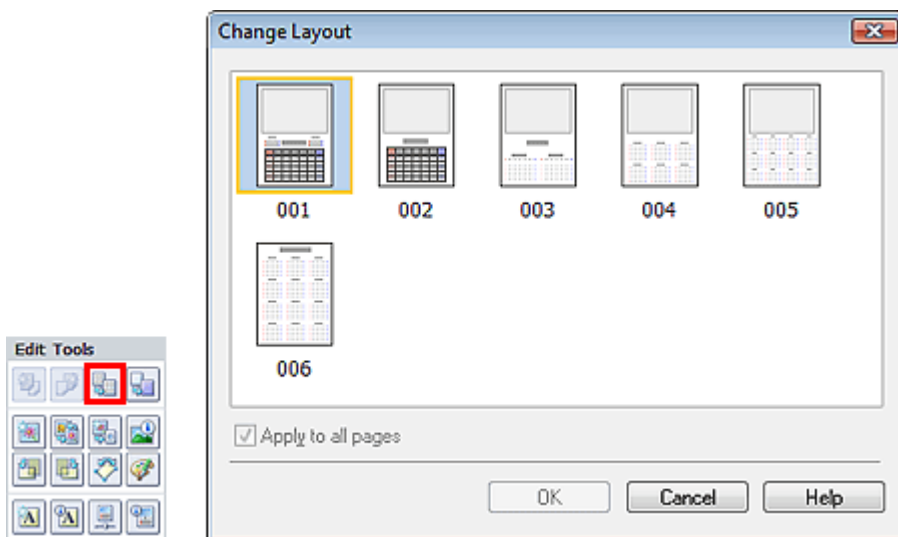 Change Layout
001 002 003 004 005
006
Edit Tools
Apply to all pages
OK Cancel Help